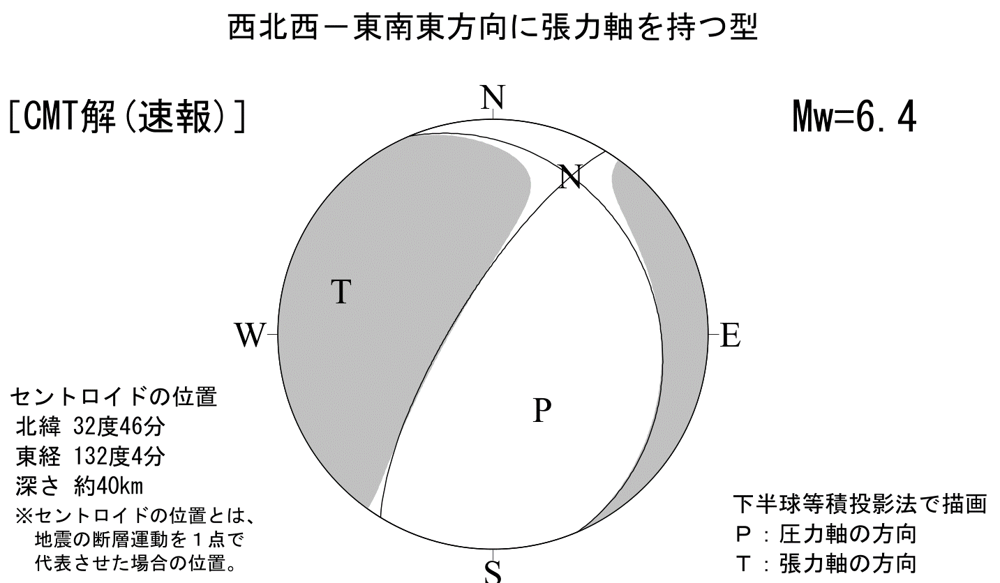 西北西－東南東方向に張力軸を持つ型
[CMT解(速報)]
Mw=6.4
N
N
T
W
E
P
S
セントロイドの位置
北緯 32度46分
東経 132度4分
深さ 約40km
※セントロイドの位置とは、
地震の断層運動を１点で
代表させた場合の位置。
下半球等積投影法で描画
Ｐ：圧力軸の方向
Ｔ：張力軸の方向